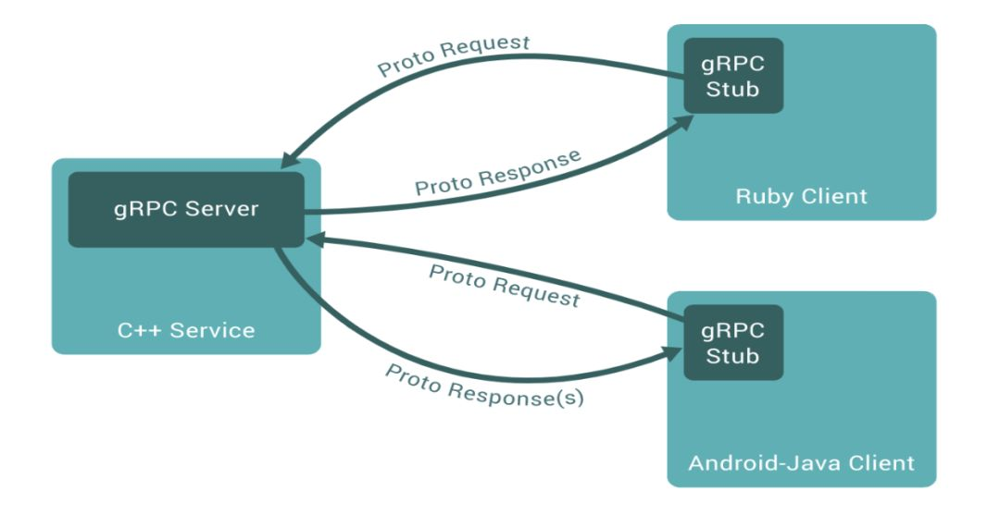 Proto Request
gRPC
Stub
Proto Response
Ruby Client
gRPC Server
C++ Service
Proto Request
gRPC
Stub
Proto Response(s)
Android-Java Client